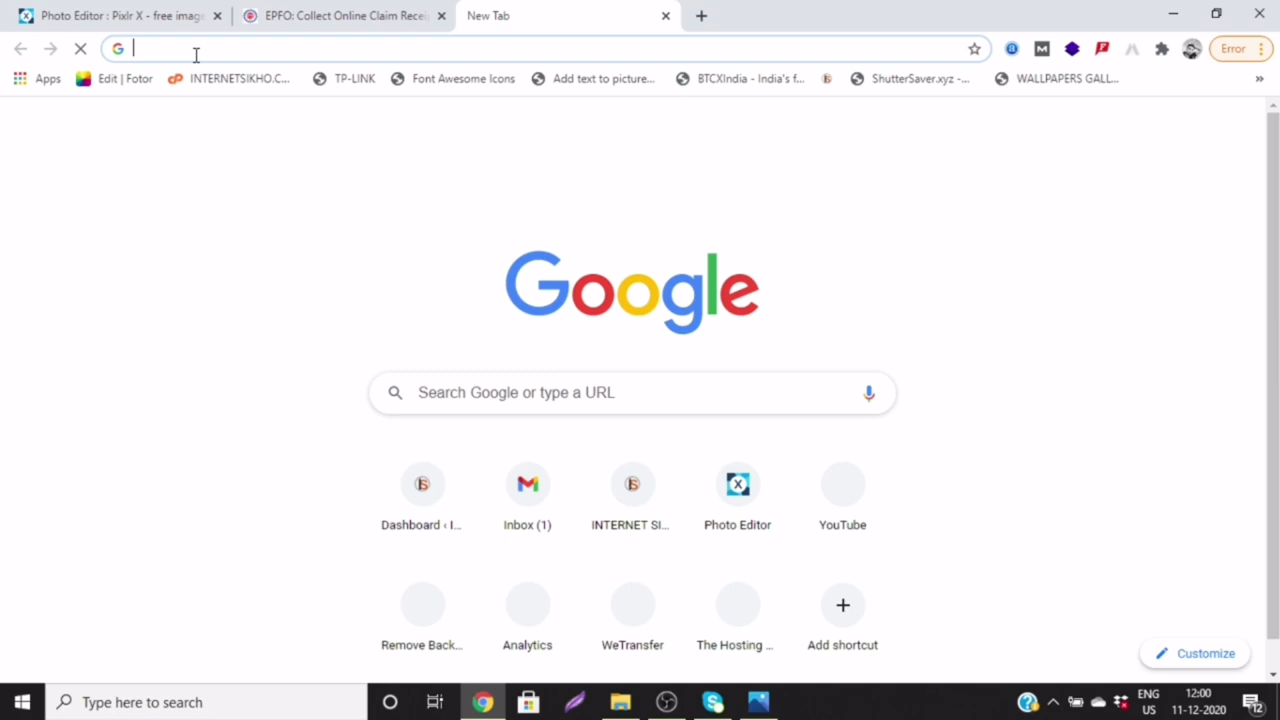 Photo Editor : Pixlr X - free image
EPFO: Collect Online Claim Recei
New Tab
Error
Apps
Edit | Fotor
INTERNETSIKHO.C...
TP-LINK
Font Awesome Icons
Add text to picture...
BTCXIndia - India's f...
ShutterSaver.xyz -...
WALLPAPERS GALL...
»
Google
Search Google or type a URL
Dashboard ‹ I...
Inbox (1)
INTERNET SI...
Photo Editor
YouTube
Remove Back...
Analytics
WeTransfer
The Hosting ...
Add shortcut
Customize
Type here to search
ENG
US
12:00
11-12-2020
12